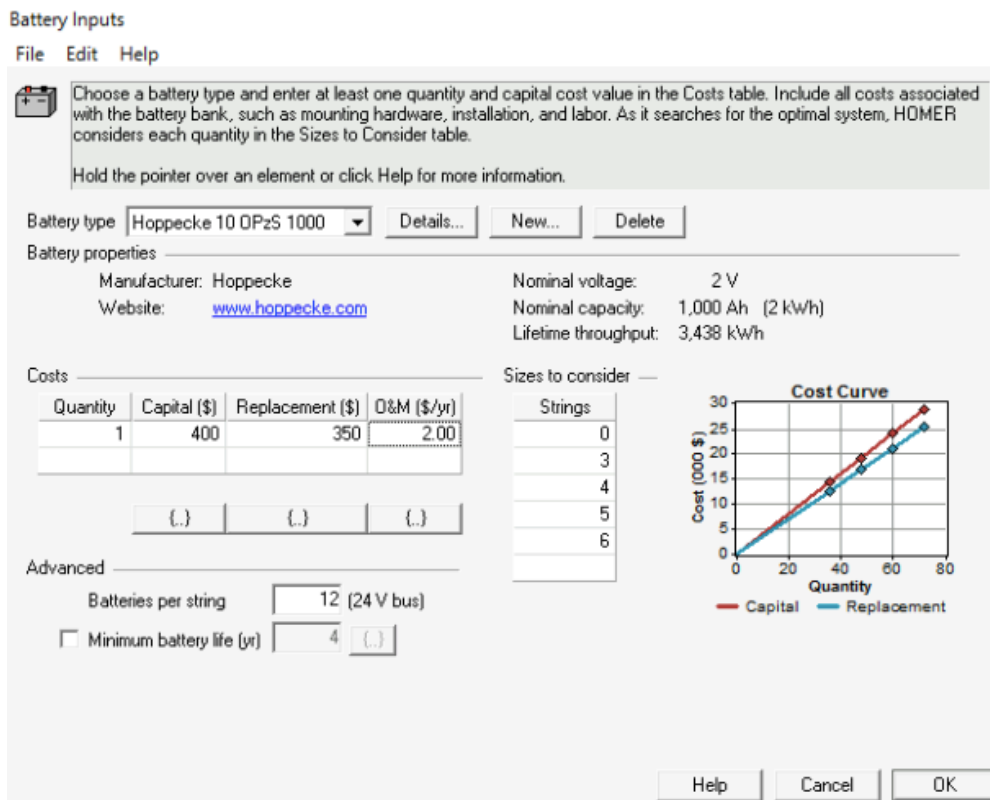 Battery Inputs
File Edit Help
Choose a battery type and enter at least one quantity and capital cost value in the Costs table. Include all costs associated
with the battery bank, such as mounting hardware, installation, and labor. As it searches for the optimal system, HOMER
considers each quantity in the Sizes to Consider table.
Hold the pointer over an element or click Help for more information.
Battery type Hoppecke 10 OPzS 1000 Details... New... Delete
Battery properties
Manufacturer: Hoppecke
Website: www.hoppecke.com
Nominal voltage: 2 V
Nominal capacity: 1,000 Ah (2 kWh)
Lifetime throughput: 3,438 kWh
Costs
Quantity Capital ($) Replacement ($) O&M ($/yr)
1 400 350 2.00
{..} {..} {..}
Sizes to consider
Strings
0
3
4
5
6
Cost Curve
Cost (000 $)
30
25
20
15
10
5
0
0 20 40 60 80
Quantity
Capital Replacement
Advanced
Batteries per string 12 (24 V bus)
Minimum battery life (yr) 4 {..}
Help Cancel OK